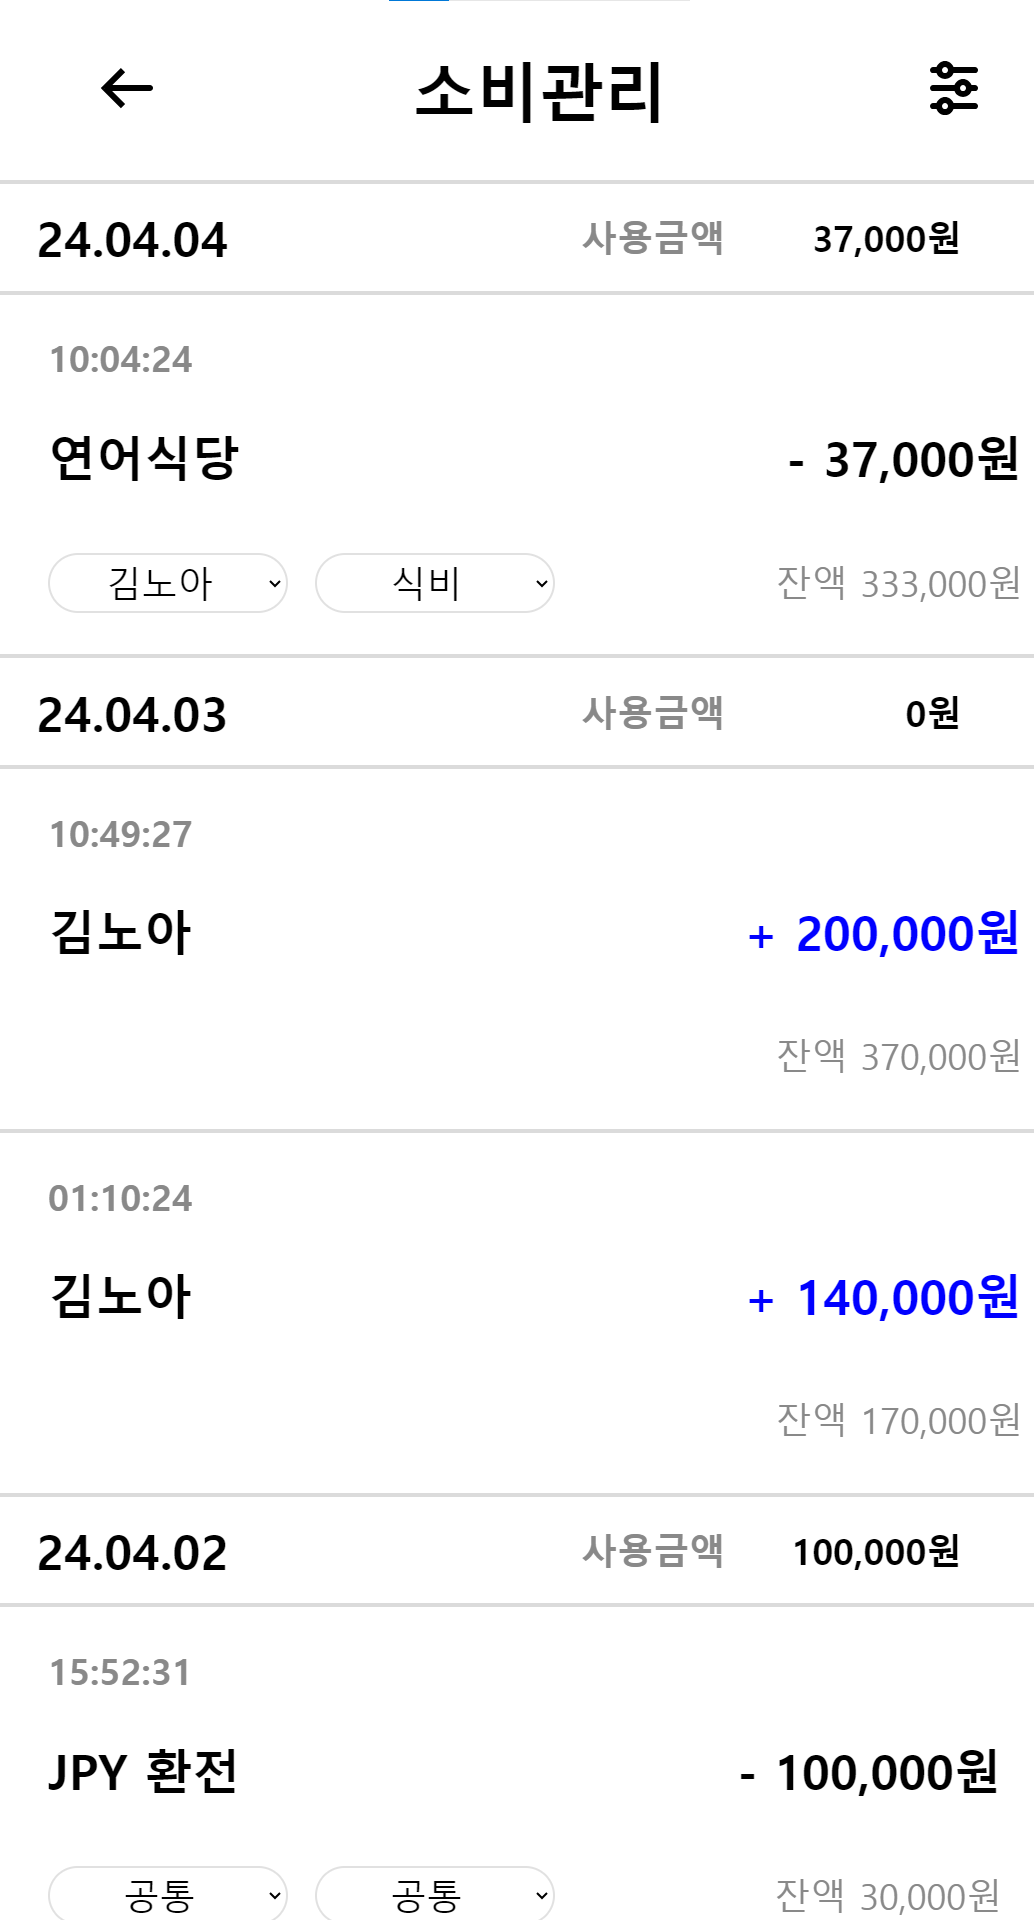 소비관리
24.04.04 사용금액 37,000원
10:04:24
연어식당 - 37,000원
김노아 식비 잔액 333,000원
24.04.03 사용금액 0원
10:49:27
김노아 + 200,000원
잔액 370,000원
01:10:24
김노아 + 140,000원
잔액 170,000원
24.04.02 사용금액 100,000원
15:52:31
JPY 환전 - 100,000원
공통 공통 잔액 30,000원